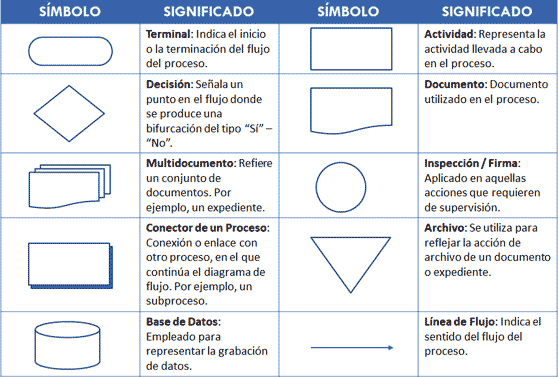 SÍMBOLO SIGNIFICADO SÍMBOLO SIGNIFICADO
Terminal: Indica el inicio
o la terminación del flujo
del proceso.
Actividad: Representa la
actividad llevada a cabo
en el proceso.
Decisión: Señala un
punto en el flujo donde
se produce una
bifurcación del tipo “Sí” –
“No”.
Documento: Documento
utilizado en el proceso.
Multidocumento: Refiere
un conjunto de
documentos. Por
ejemplo, un expediente.
Inspección / Firma:
Aplicado en aquellas
acciones que requieren
de supervisión.
Conector de un Proceso:
Conexión o enlace con
otro proceso, en el que
continúa el diagrama de
flujo. Por ejemplo, un
subproceso.
Archivo: Se utiliza para
reflejar la acción de
archivo de un documento
o expediente.
Base de Datos:
Empleado para
representar la grabación
de datos.
Línea de Flujo: Indica el
sentido del flujo del
proceso.